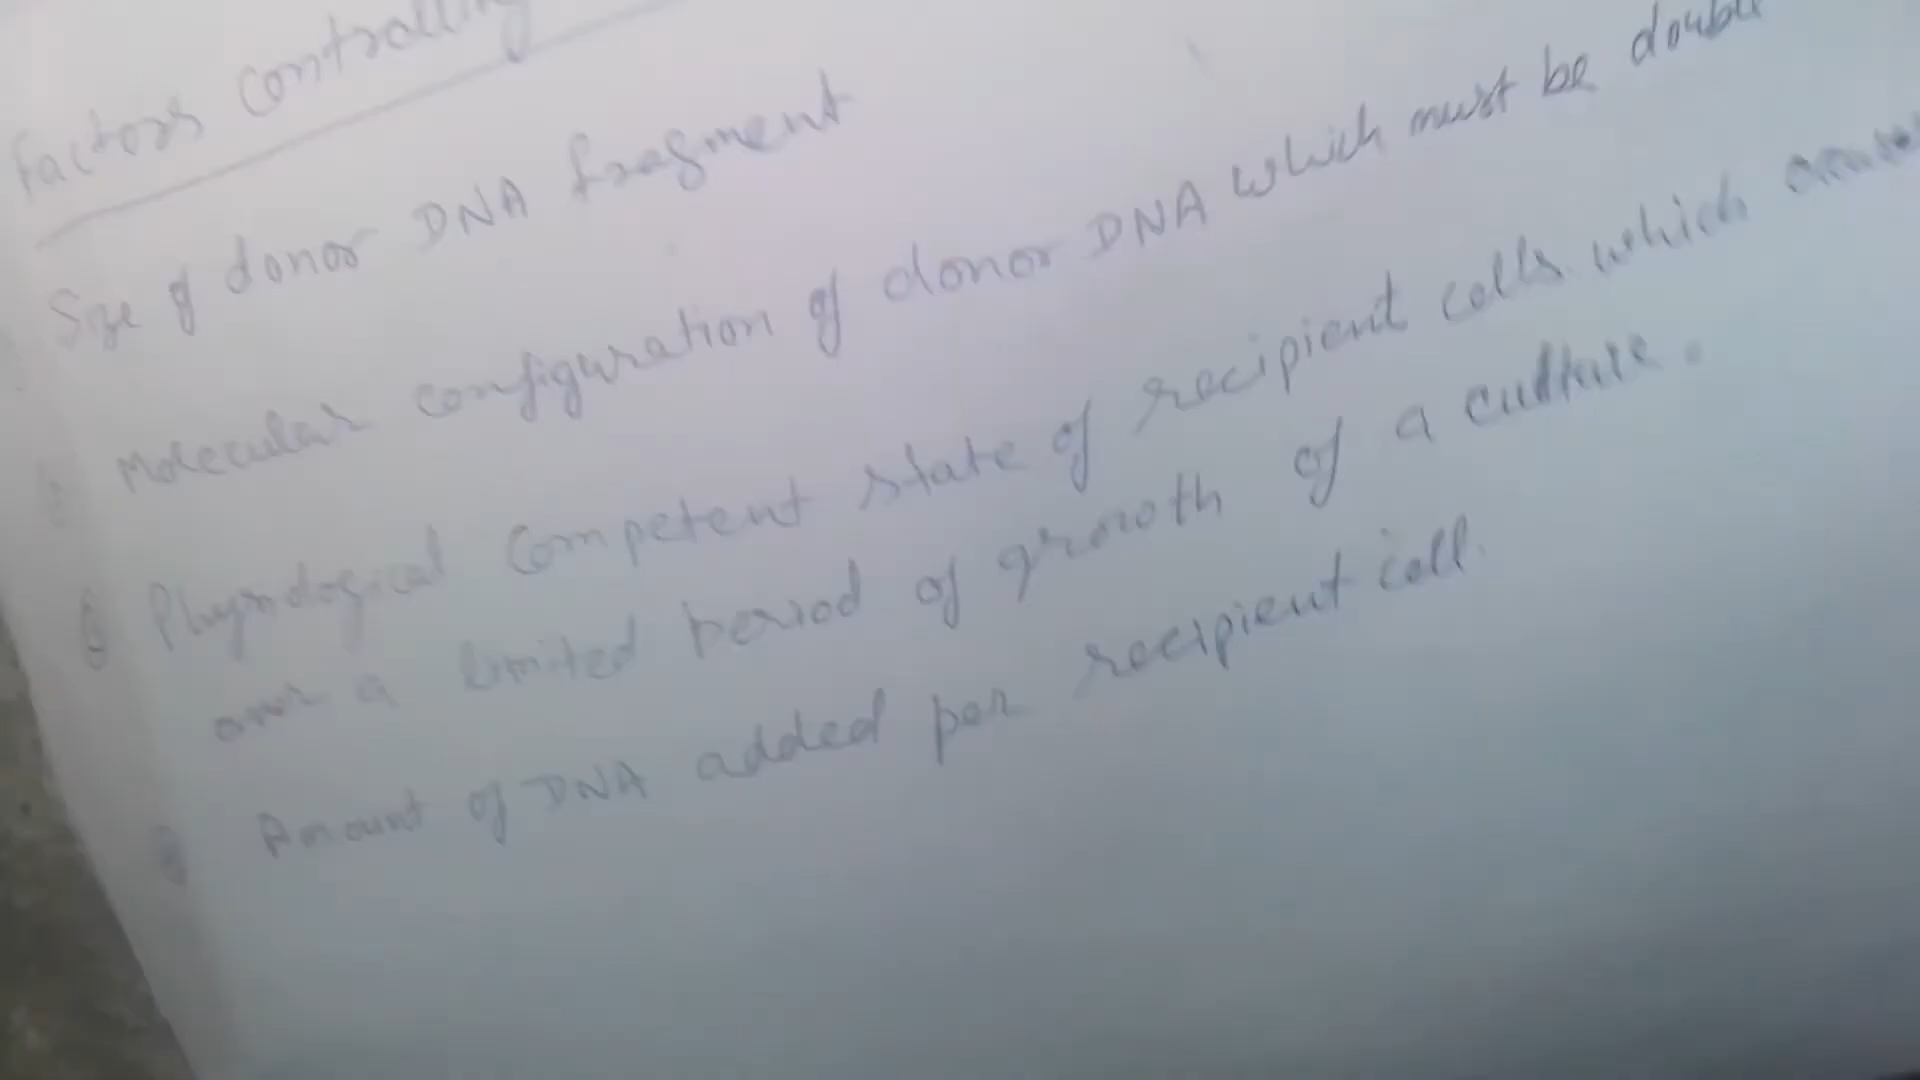 Factors controlling
Size of donor DNA fragment
Molecular configuration of donor DNA which must be double
Physiological Competent state of recipient cells which
over a limited period of growth of a culture.
Amount of DNA added per recipient cell.